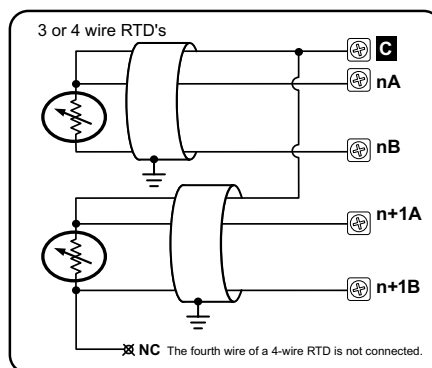 3 or 4 wire RTD's
C
nA
nB
n+1A
n+1B
NC The fourth wire of a 4-wire RTD is not connected.